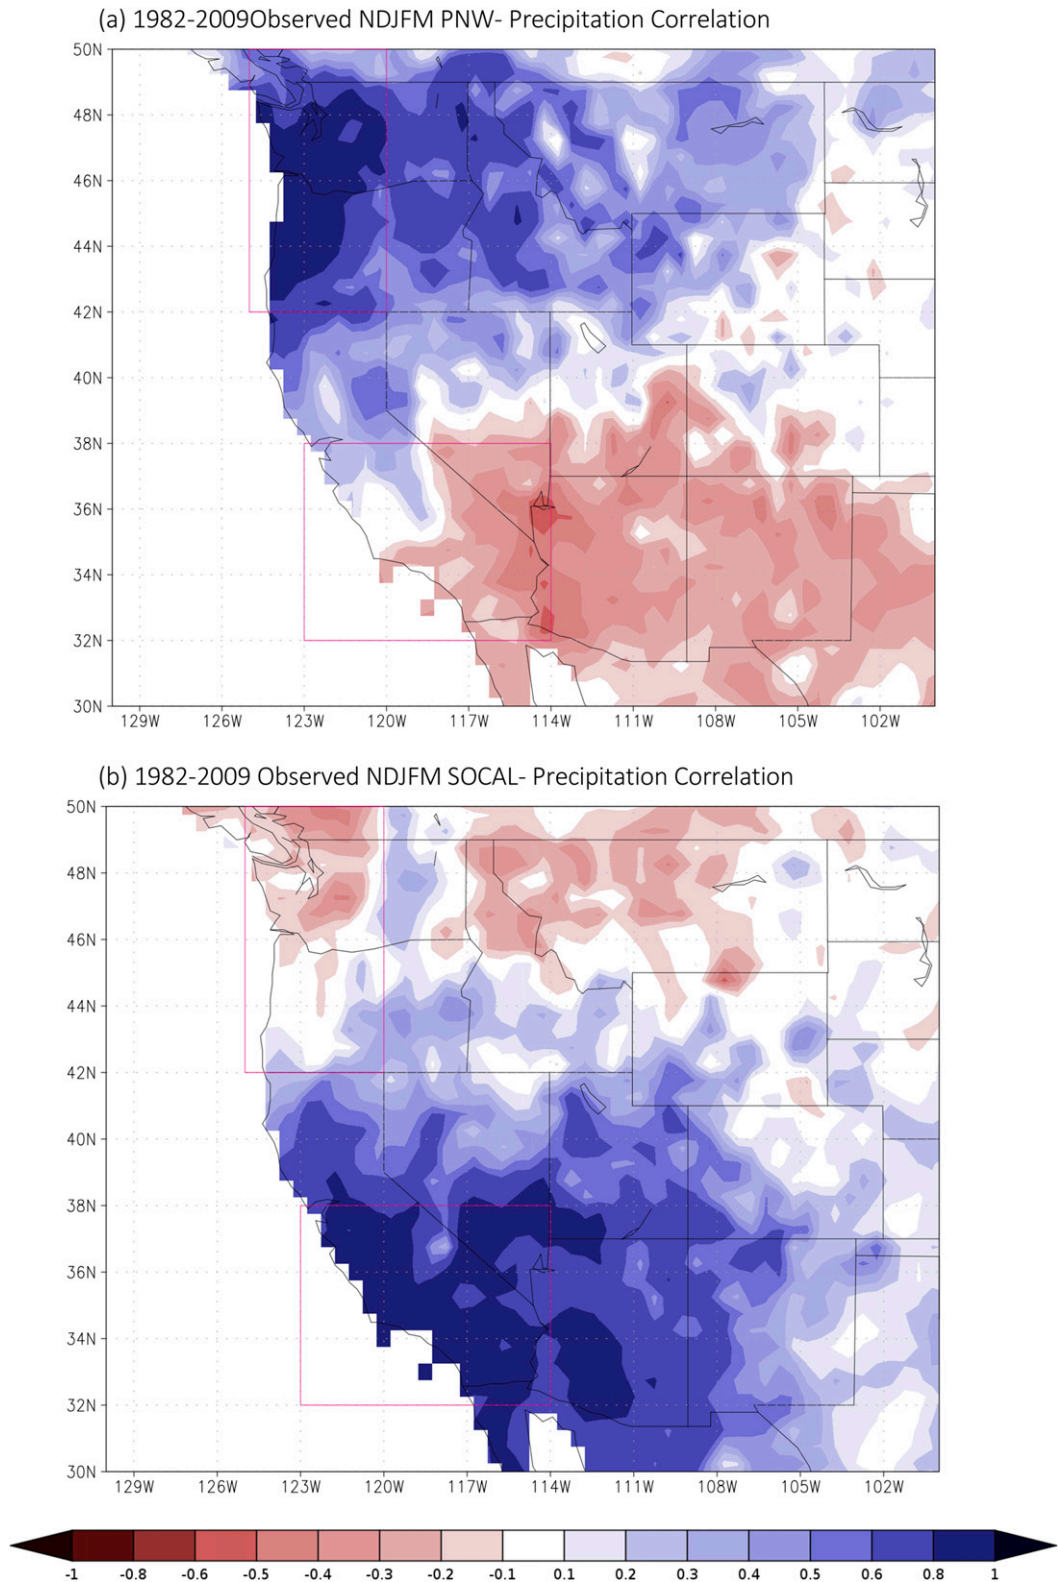 (a) 1982-2009Observed NDJFM PNW- Precipitation Correlation
50N
48N
46N
44N
42N
40N
38N
36N
34N
32N
30N
129W 126W 123W 120W 117W 114W 111W 108W 105W 102W
(b) 1982-2009 Observed NDJFM SOCAL- Precipitation Correlation
50N
48N
46N
44N
42N
40N
38N
36N
34N
32N
30N
129W 126W 123W 120W 117W 114W 111W 108W 105W 102W
-1 -0.8 -0.6 -0.5 -0.4 -0.3 -0.2 -0.1 0.1 0.2 0.3 0.4 0.5 0.6 0.8 1